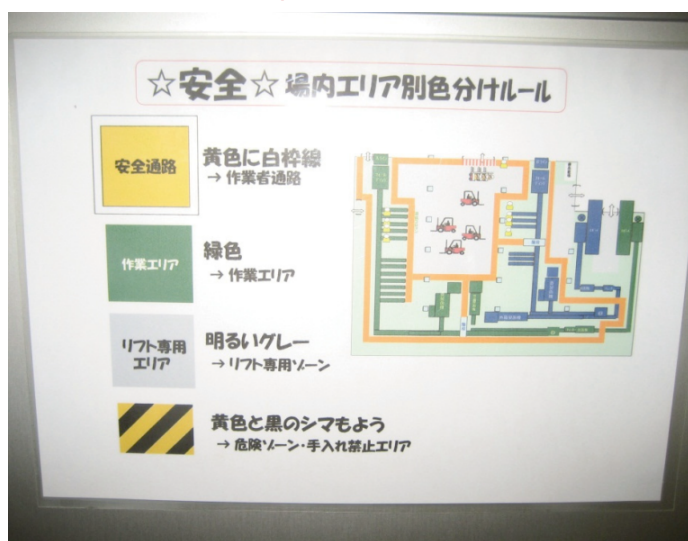 ☆安全☆場内エリア別色分けルール
安全通路
黄色に白枠線
→ 作業者通路
作業エリア
緑色
→ 作業エリア
リフト専用
エリア
明るいグレー
→ リフト専用ゾーン
黄色と黒のシマもよう
→ 危険ゾーン・手入れ禁止エリア